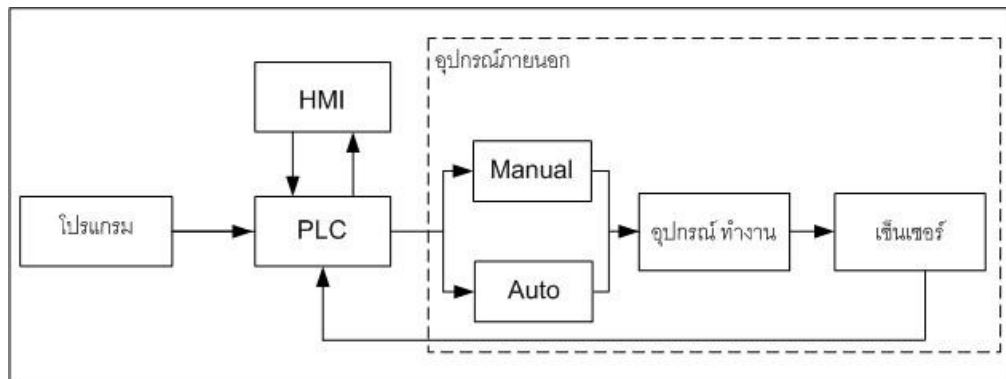 อุปกรณ์ภายนอก
HMI
Manual
โปรแกรม
PLC
อุปกรณ์ ทำงาน
เซ็นเซอร์
Auto